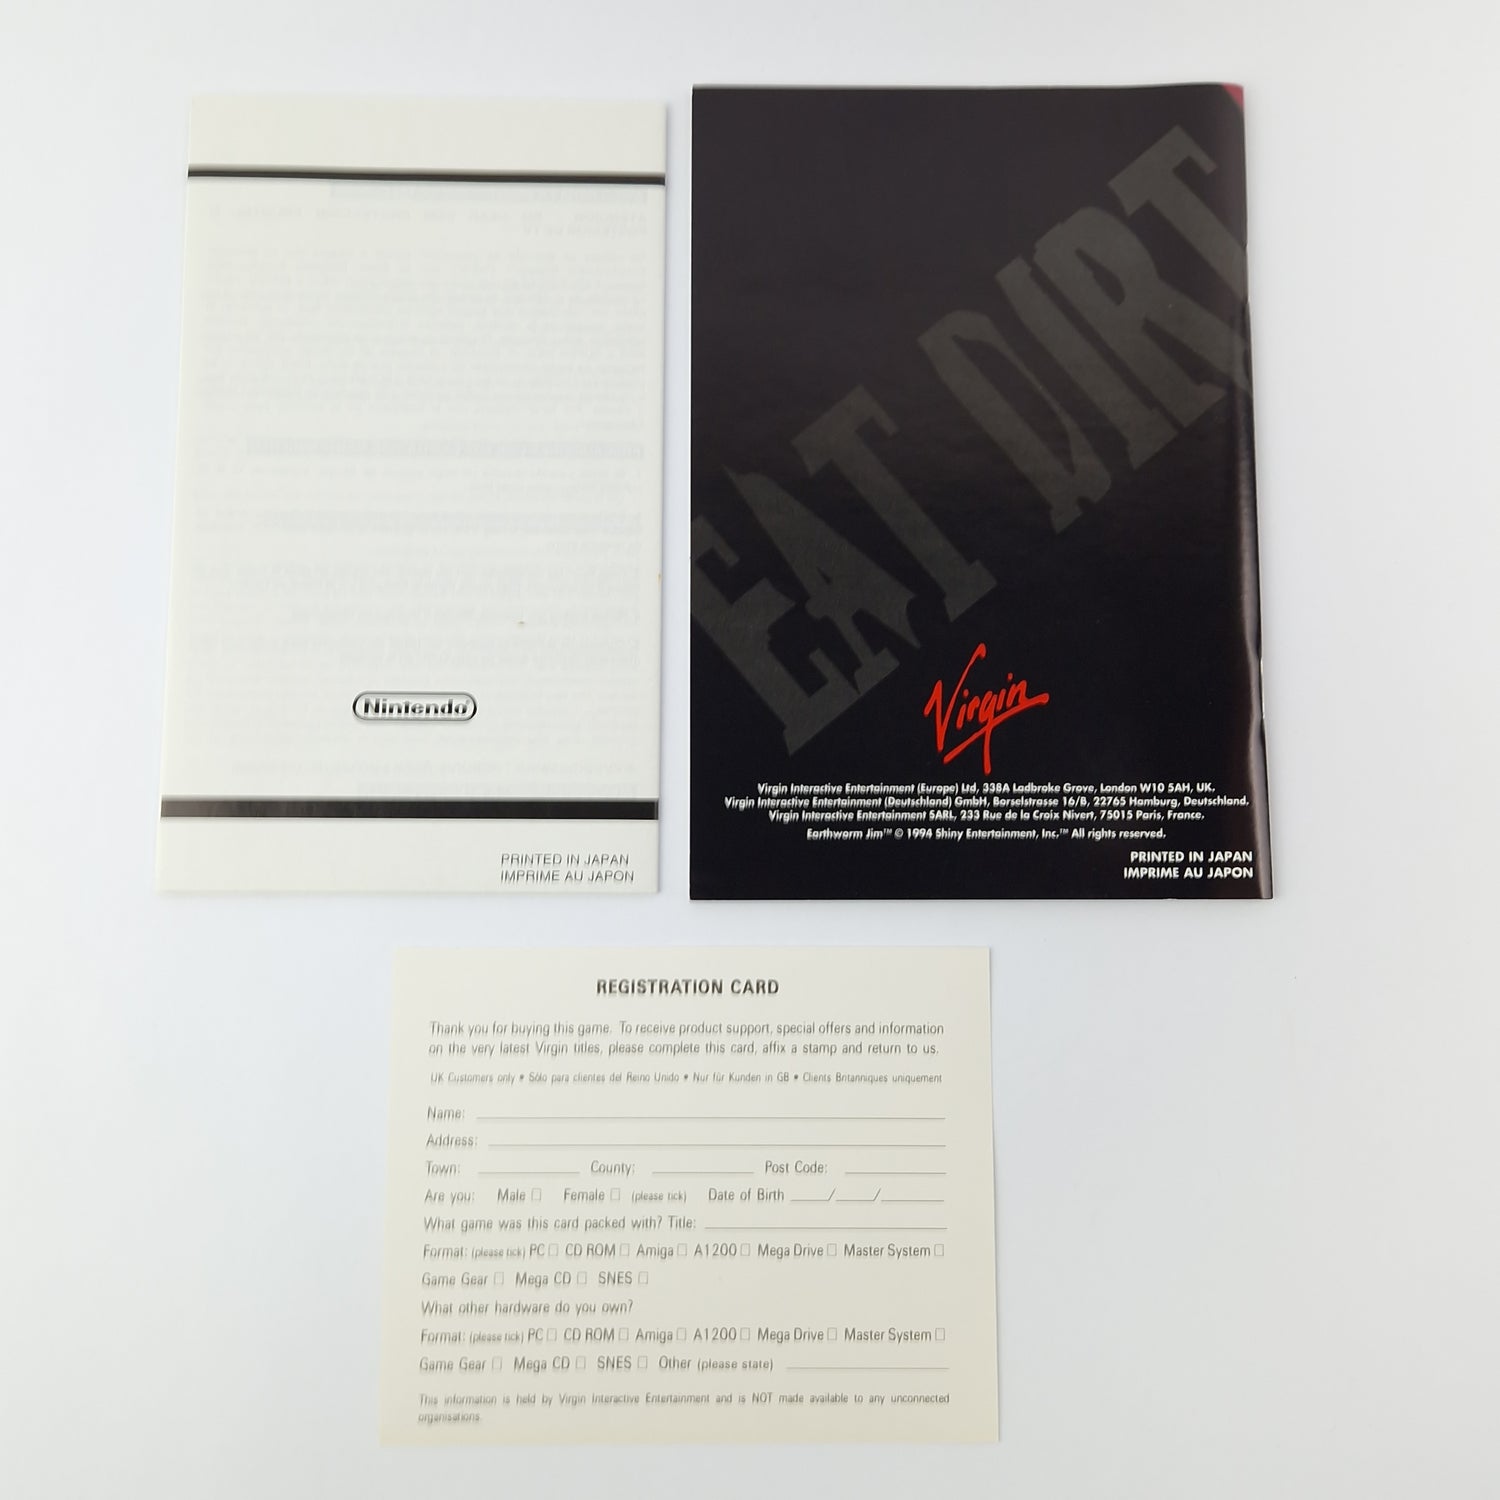 Nintendo®
PRINTED IN JAPAN
IMPRIME AU JAPON
EAT DIRT
Virgin
Virgin Interactive Entertainment (Europe) Ltd, 338A Ladbroke Grove, London W10 5AH, UK.
Virgin Interactive Entertainment (Deutschland) GmbH, Borselstrasse 16/B, 22765 Hamburg, Deutschland.
Virgin Interactive Entertainment SARL, 233 Rue de la Croix Nivert, 75015 Paris, France.
Earthworm Jim™ © 1994 Shiny Entertainment, Inc.™ All rights reserved.
PRINTED IN JAPAN
IMPRIME AU JAPON
REGISTRATION CARD
Thank you for buying this game. To receive product support, special offers and information
on the very latest Virgin titles, please complete this card, affix a stamp and return to us.
UK Customers only • Sólo para clientes del Reino Unido • Nur für Kunden in GB • Clients Britanniques uniquement
Name:
Address:
Town: County: Post Code:
Are you: Male □ Female □ (please tick) Date of Birth ____/____/____
What game was this card packed with? Title:
Format: (please tick) PC □ CD ROM □ Amiga □ A1200 □ Mega Drive □ Master System □
Game Gear □ Mega CD □ SNES □
What other hardware do you own?
Format: (please tick) PC □ CD ROM □ Amiga □ A1200 □ Mega Drive □ Master System □
Game Gear □ Mega CD □ SNES □ Other (please state)
This information is held by Virgin Interactive Entertainment and is NOT made available to any unconnected
organisations.